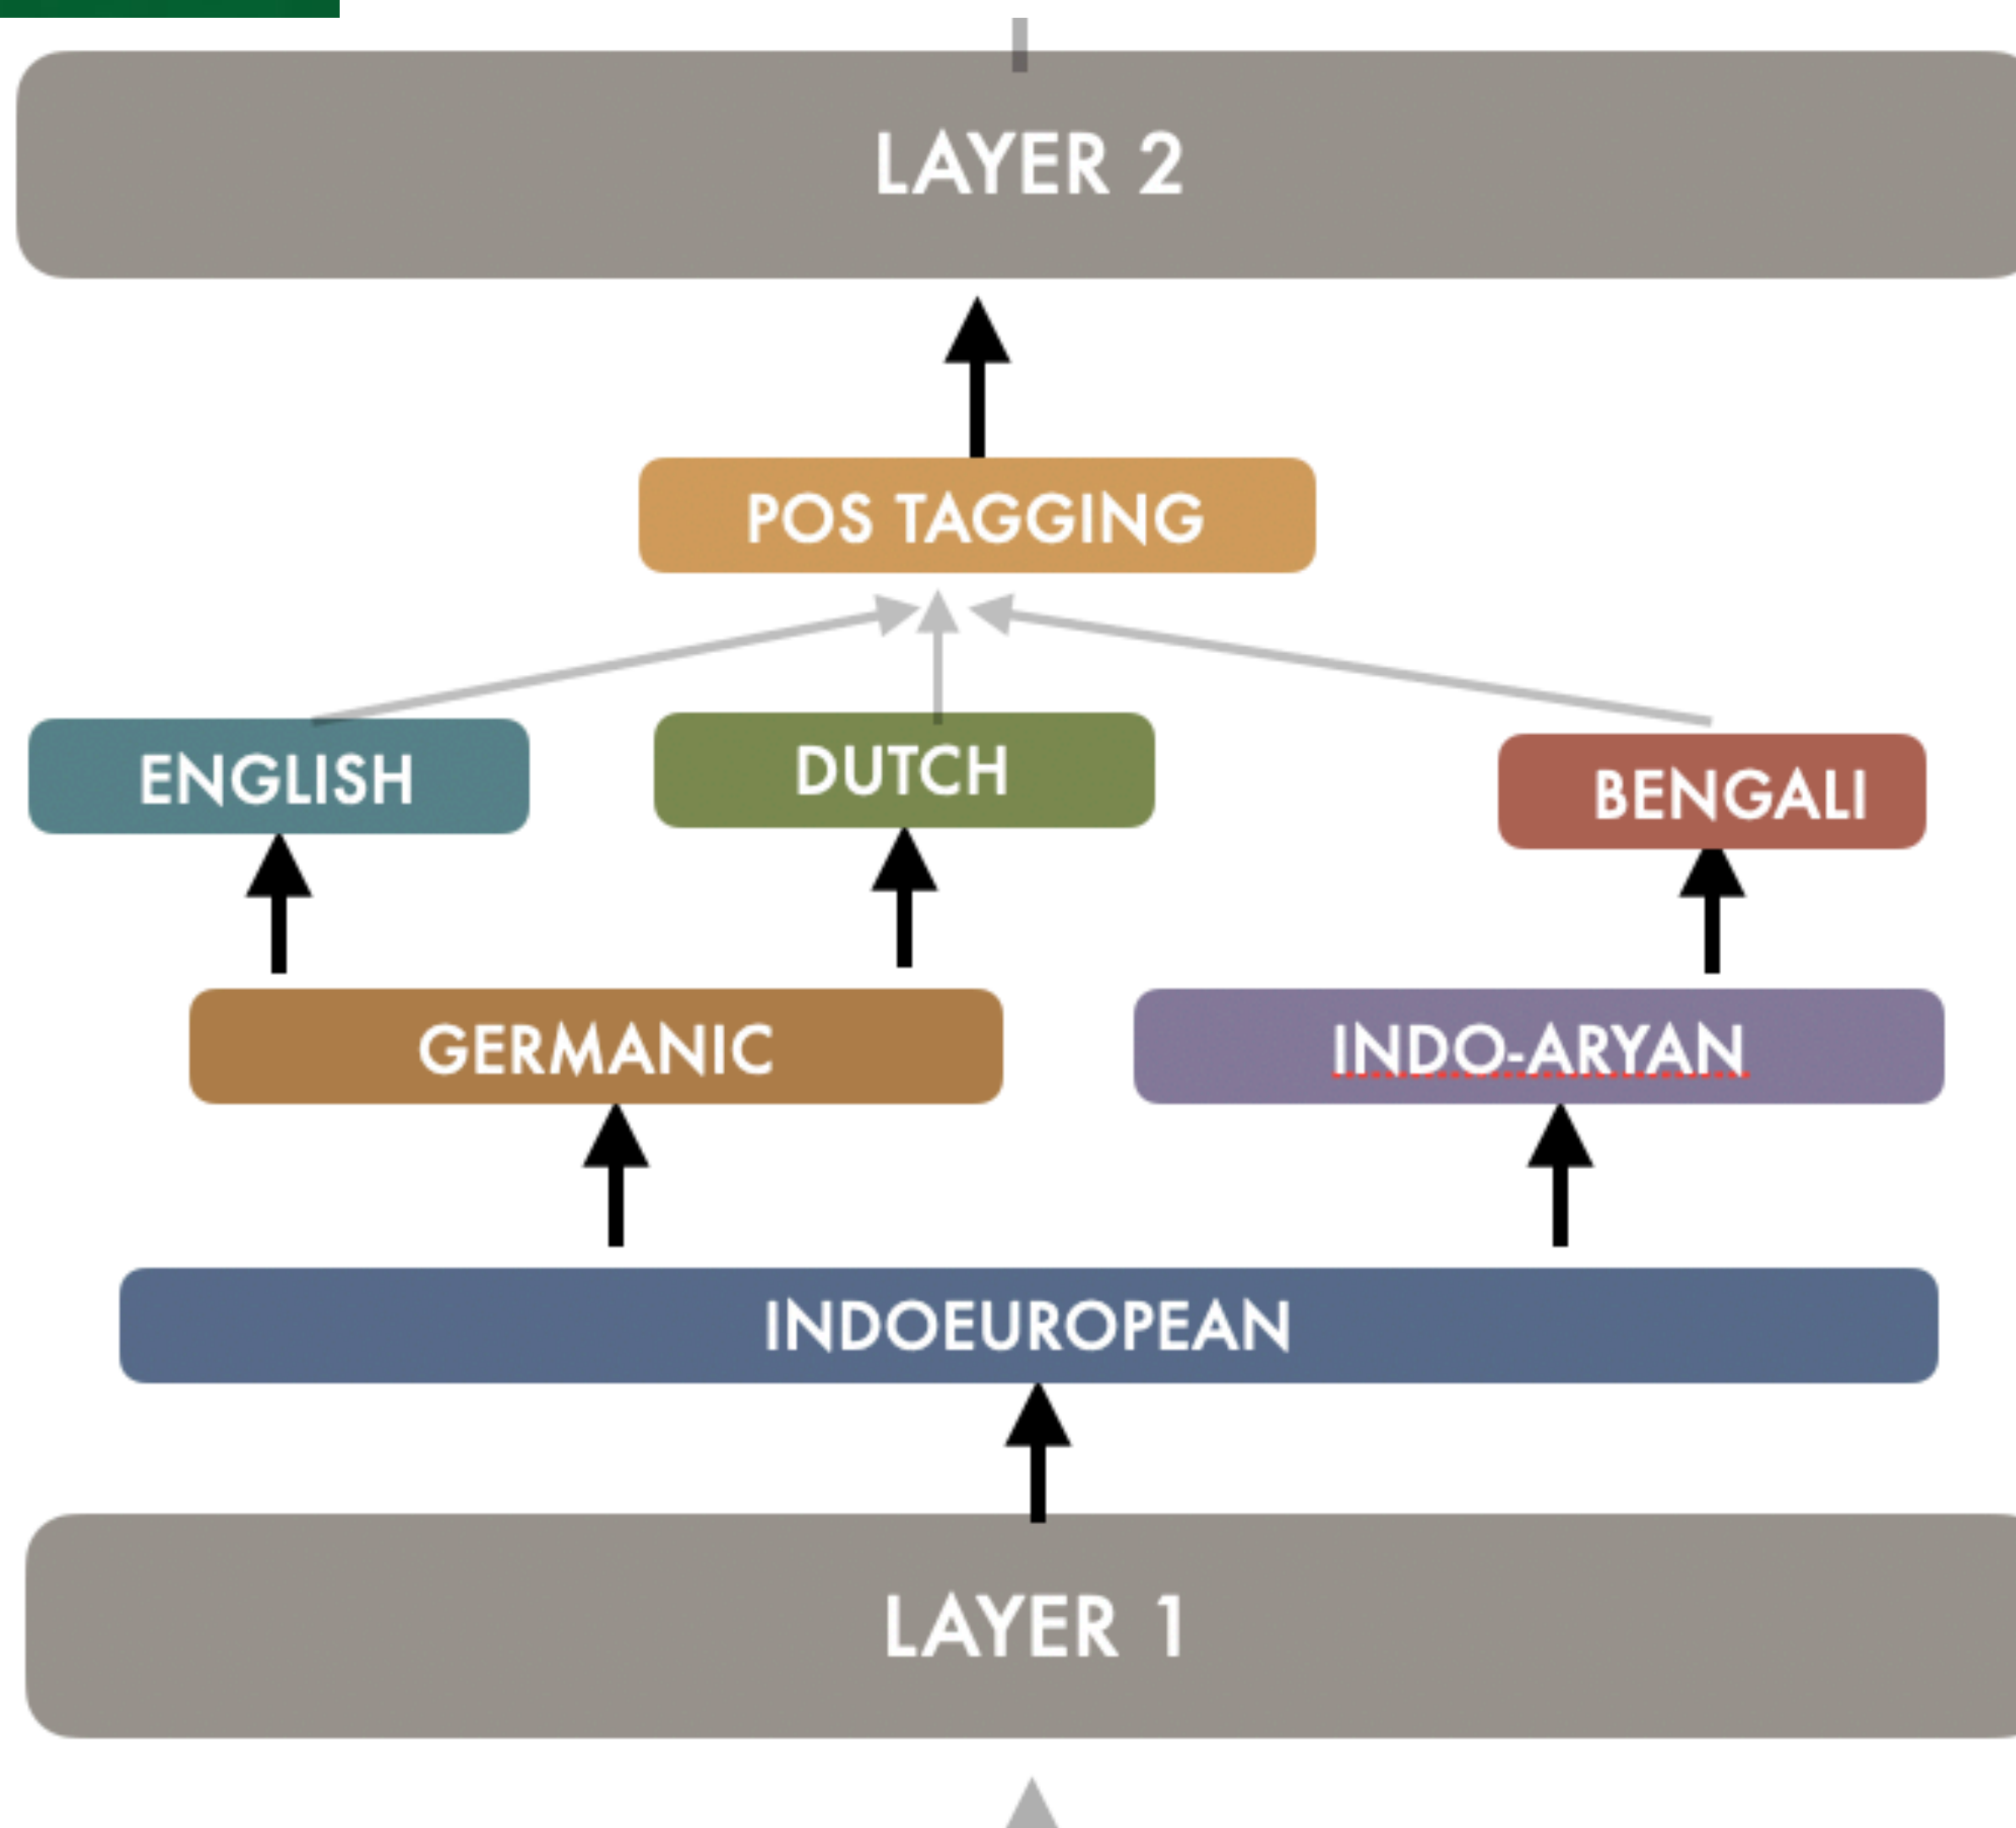 LAYER 2
POS TAGGING
ENGLISH
DUTCH
BENGALI
GERMANIC
INDO-ARYAN
INDOEUROPEAN
LAYER 1